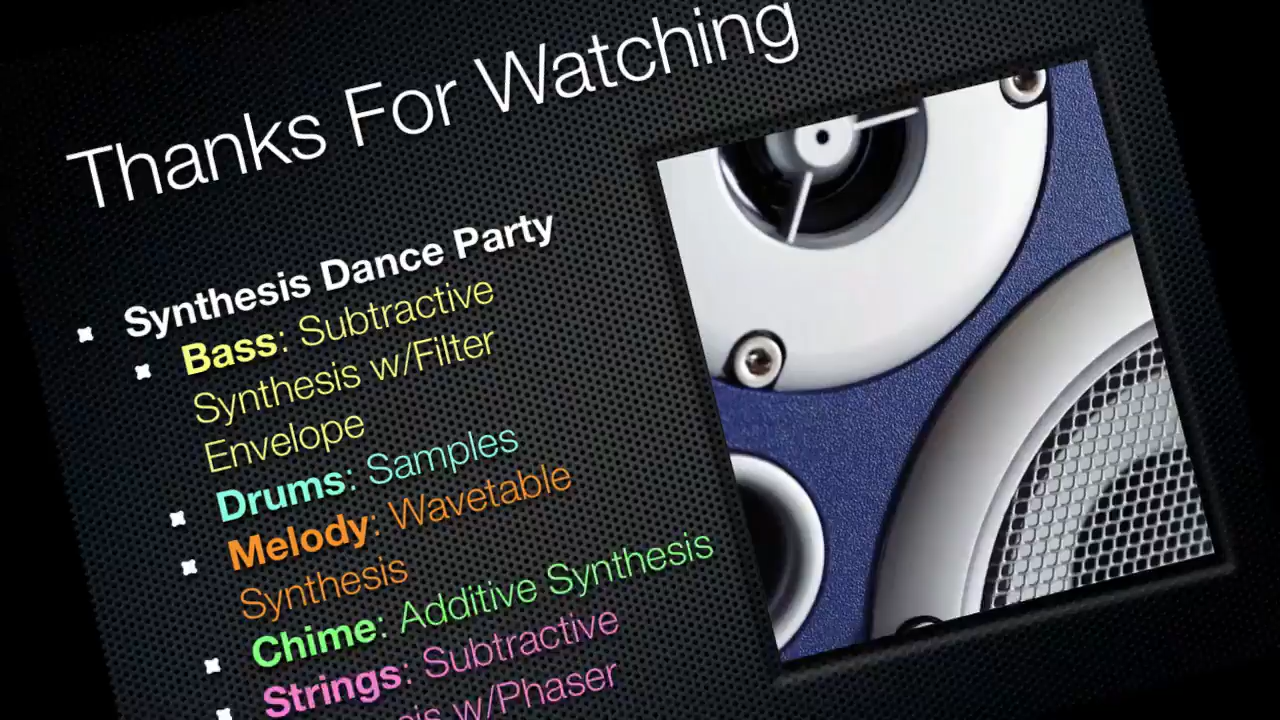 Thanks For Watching
Synthesis Dance Party
Bass: Subtractive
Synthesis w/Filter
Envelope
Drums: Samples
Melody: Wavetable
Synthesis
Chime: Additive Synthesis
Strings: Subtractive
w/Phaser